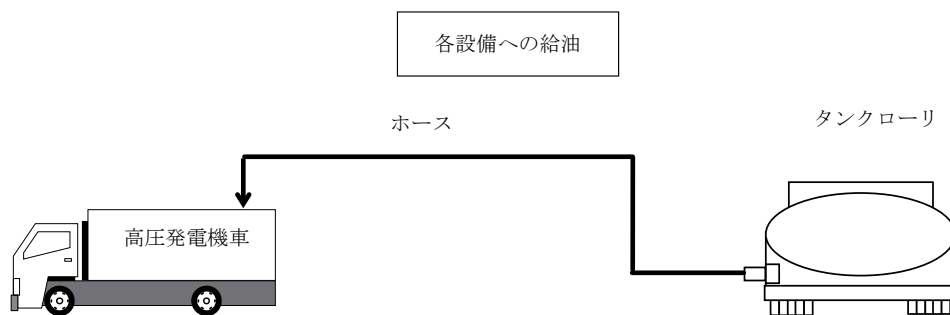 各設備への給油
ホース
タンクローリ
高圧発電機車